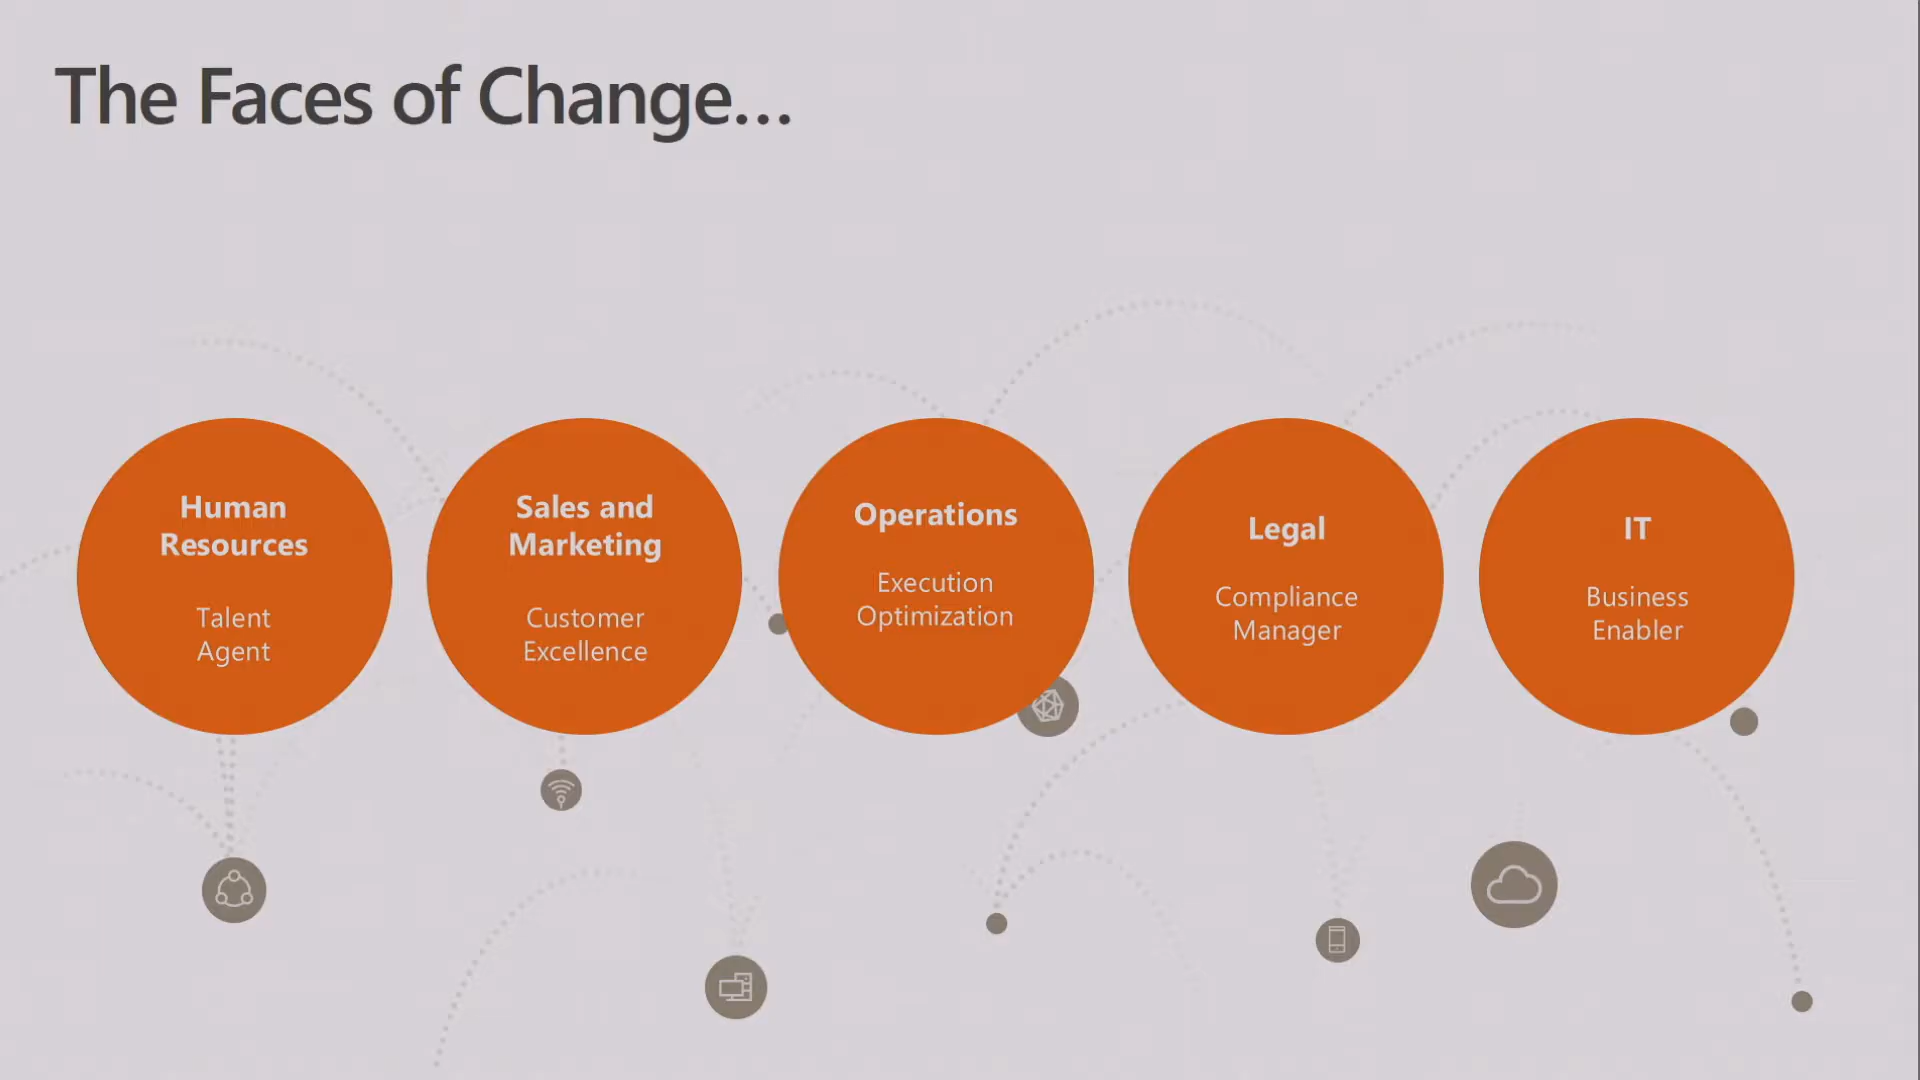 The Faces of Change...
Human
Resources
Talent
Agent
Sales and
Marketing
Customer
Excellence
Operations
Execution
Optimization
Legal
Compliance
Manager
IT
Business
Enabler